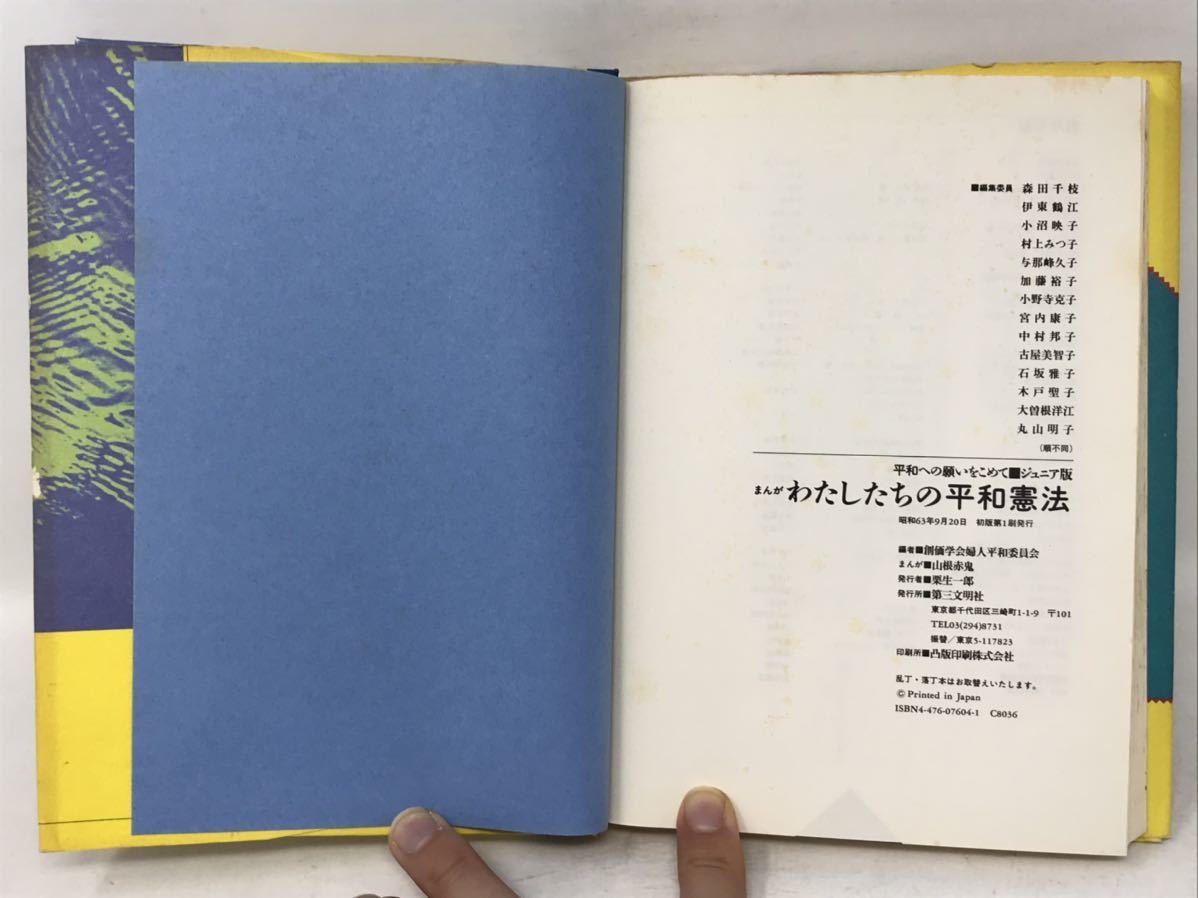 ■編集委員 森田千枝
伊東鶴江
小沼映子
村上みつ子
与那峰久子
加藤裕子
小野寺克子
宮内康子
中村邦子
古屋美智子
石坂雅子
木戸聖子
大曽根洋江
丸山明子
(順不同)
平和への願いをこめて■ジュニア版
まんが わたしたちの平和憲法
昭和63年9月20日 初版第1刷発行
編者■創価学会婦人平和委員会
まんが■山根赤鬼
発行者■栗生一郎
発行所■第三文明社
東京都千代田区三崎町1-1-9 〒101
TEL03(294)8731
振替／東京5-117823
印刷所■凸版印刷株式会社
乱丁・落丁本はお取替えいたします。
© Printed in Japan
ISBN4-476-07604-1 C8036